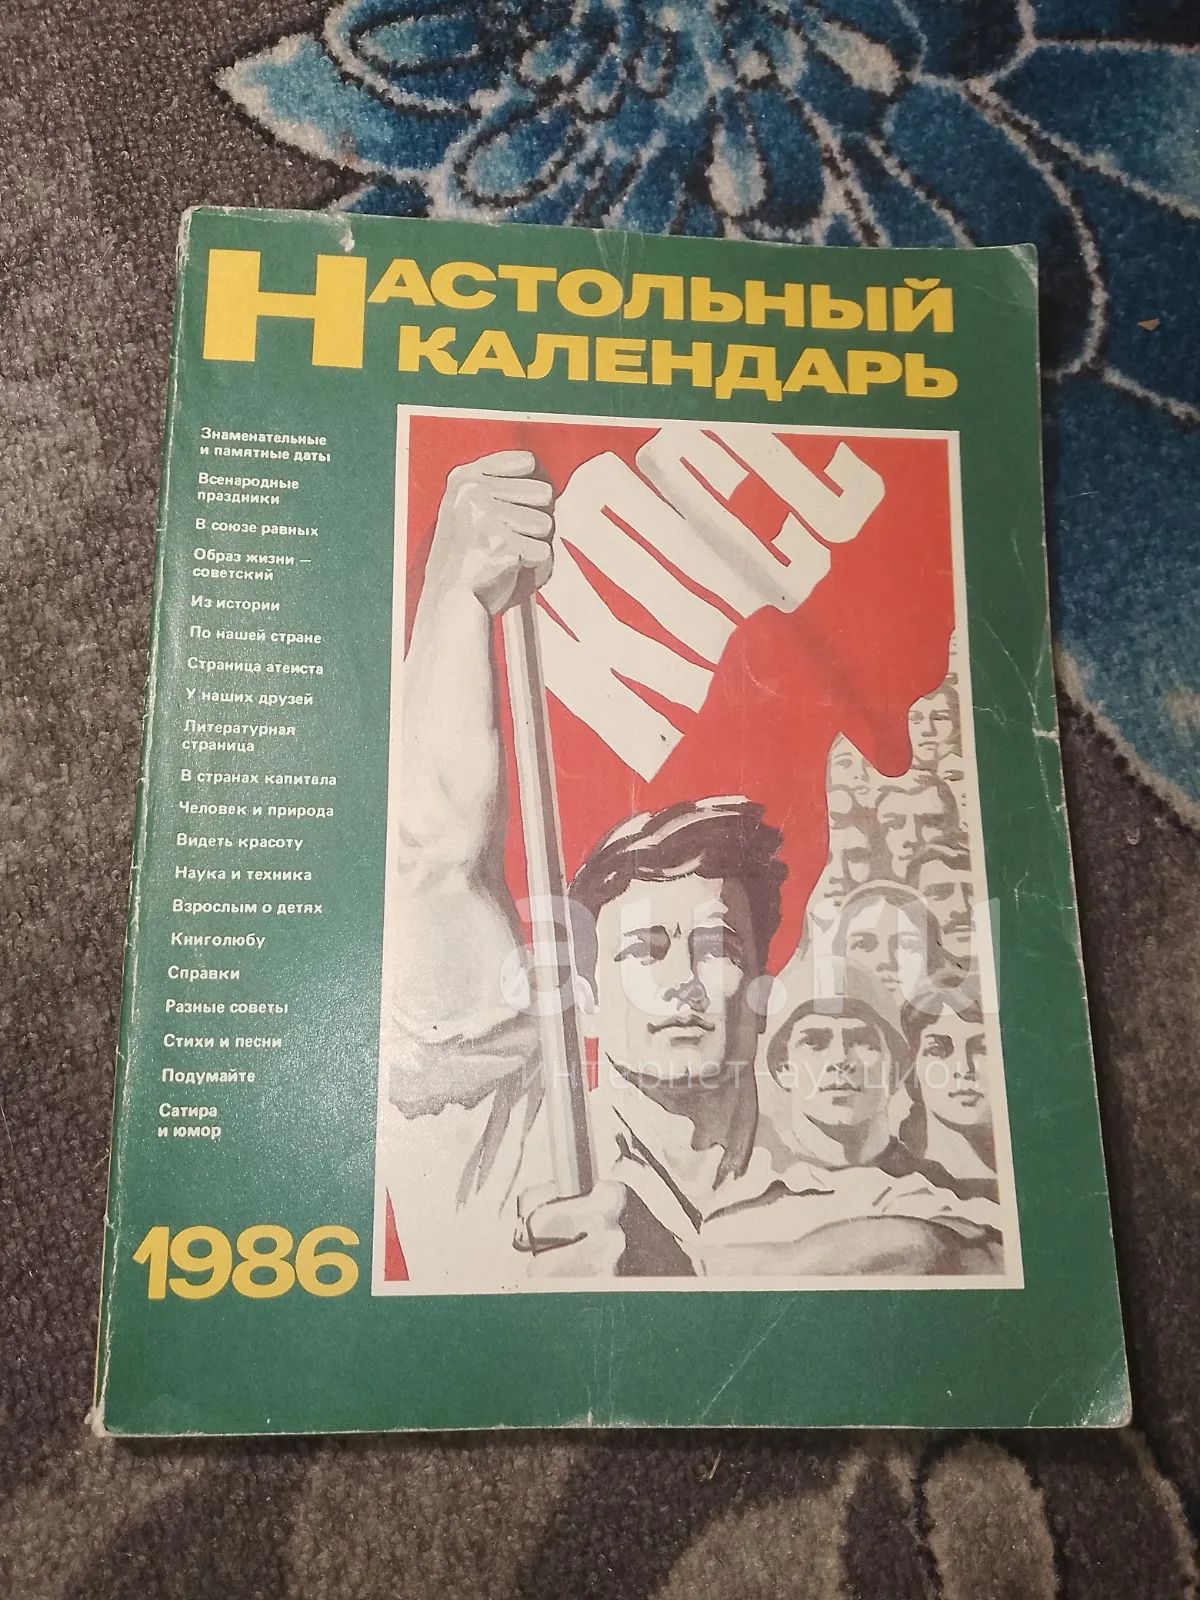 НАСТОЛЬНЫЙ
КАЛЕНДАРЬ
Знаменательные
и памятные даты
Всенародные
праздники
В союзе равных
Образ жизни —
советский
Из истории
По нашей стране
Страница атеиста
У наших друзей
Литературная
страница
В странах капитала
Человек и природа
Видеть красоту
Наука и техника
Взрослым о детях
Книголюбу
Справки
Разные советы
Стихи и песни
Подумайте
Сатира
и юмор
1986
КПСС
au.ru
интернет-аукцион